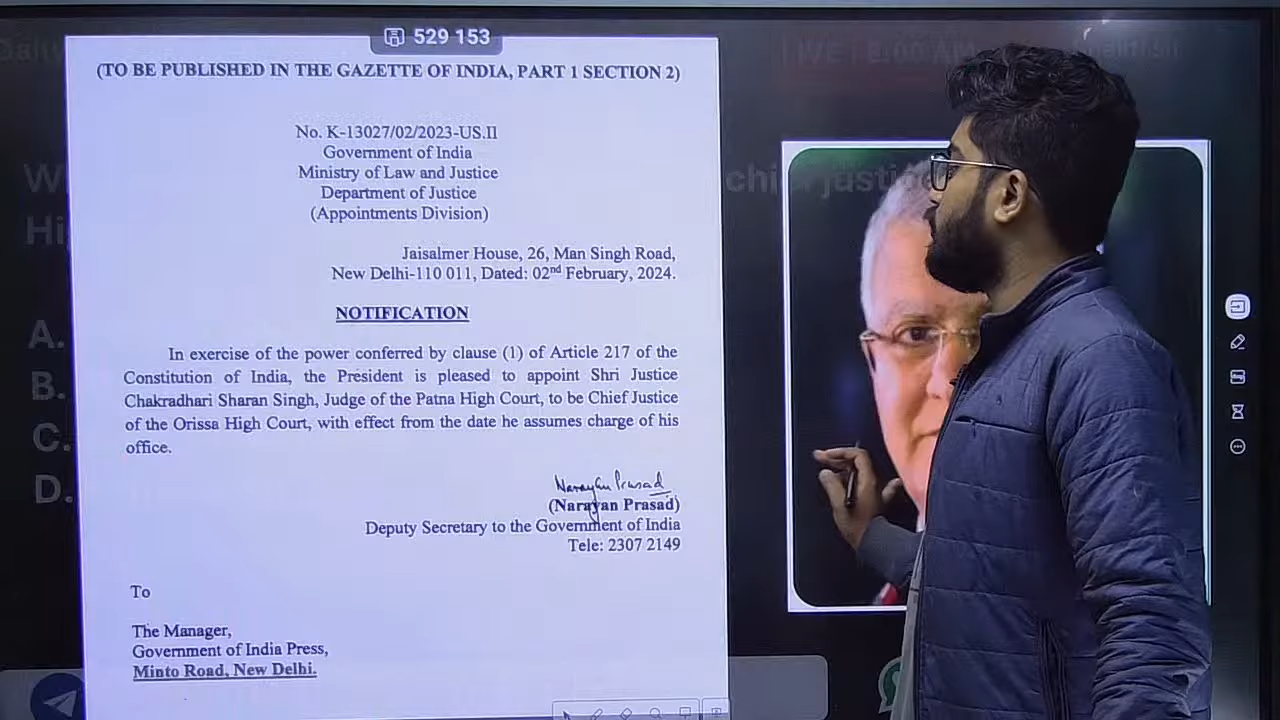 529 153
(TO BE PUBLISHED IN THE GAZETTE OF INDIA, PART 1 SECTION 2)
No. K-13027/02/2023-US.II
Government of India
Ministry of Law and Justice
Department of Justice
(Appointments Division)
Jaisalmer House, 26, Man Singh Road,
New Delhi-110 011, Dated: 02nd February, 2024.
NOTIFICATION
In exercise of the power conferred by clause (1) of Article 217 of the
Constitution of India, the President is pleased to appoint Shri Justice
Chakradhari Sharan Singh, Judge of the Patna High Court, to be Chief Justice
of the Orissa High Court, with effect from the date he assumes charge of his
office.
Narayan Prasad
(Narayan Prasad)
Deputy Secretary to the Government of India
Tele: 2307 2149
To
The Manager,
Government of India Press,
Minto Road, New Delhi.
A.
B.
C.
D.